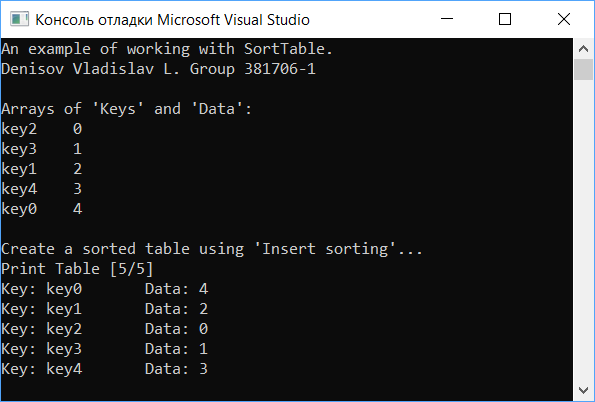 Консоль отладки Microsoft Visual Studio
An example of working with SortTable.
Denisov Vladislav L. Group 381706-1
Arrays of 'Keys' and 'Data':
key2    0
key3    1
key1    2
key4    3
key0    4
Create a sorted table using 'Insert sorting'...
Print Table [5/5]
Key: key0       Data: 4
Key: key1       Data: 2
Key: key2       Data: 0
Key: key3       Data: 1
Key: key4       Data: 3